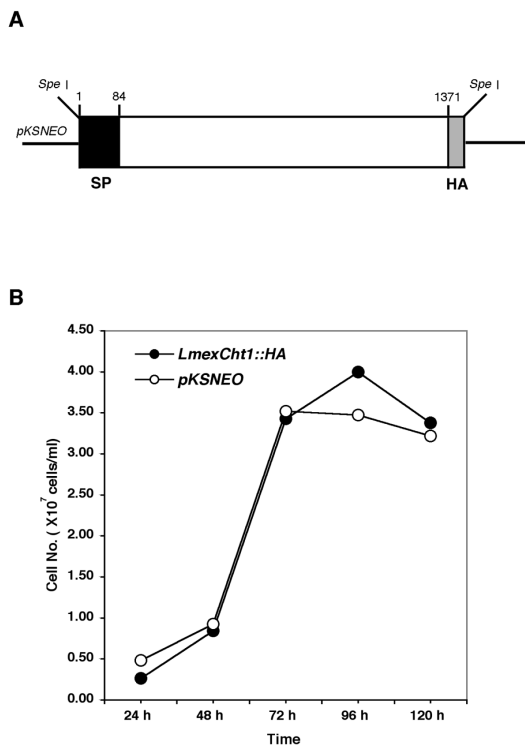 A
Spe I
1
84
1371
Spe I
pKSNEO
SP
HA
B
4.50
4.00
3.50
3.00
2.50
2.00
1.50
1.00
0.50
0.00
Cell No. ( X10⁷ cells/ml)
LmexCht1::HA
pKSNEO
24 h 48 h 72 h 96 h 120 h
Time